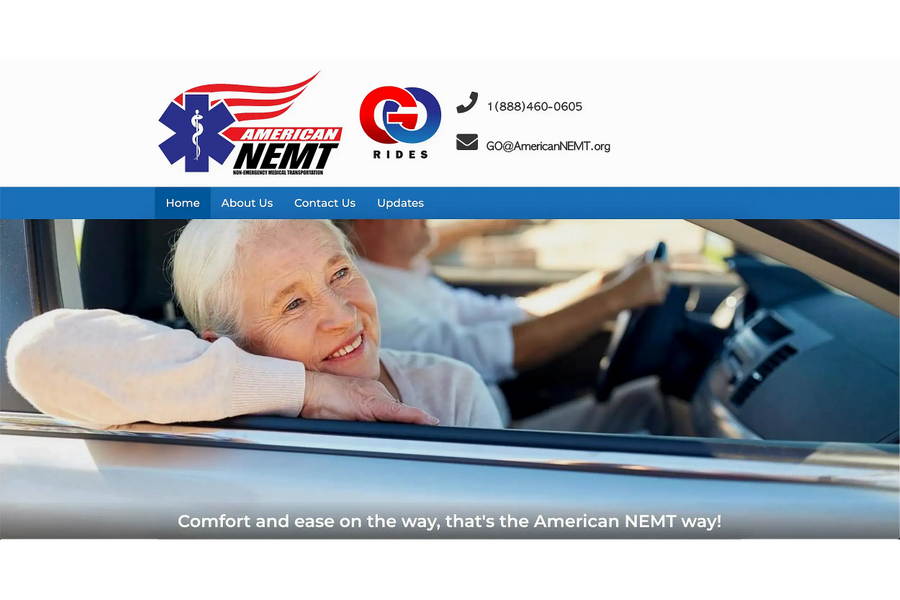 AMERICAN
NEMT
NON-EMERGENCY MEDICAL TRANSPORTATION
GO
RIDES
1(888)460-0605
GO@AmericanNEMT.org
Home
About Us
Contact Us
Updates
Comfort and ease on the way, that's the American NEMT way!